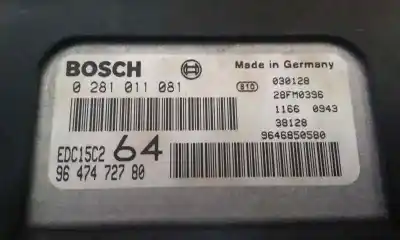 BOSCH
Made in Germany
0 281 011 081
e10
030128
28FM0396
1166 0943
38128
9646850580
EDC15C2 64
96 474 727 80